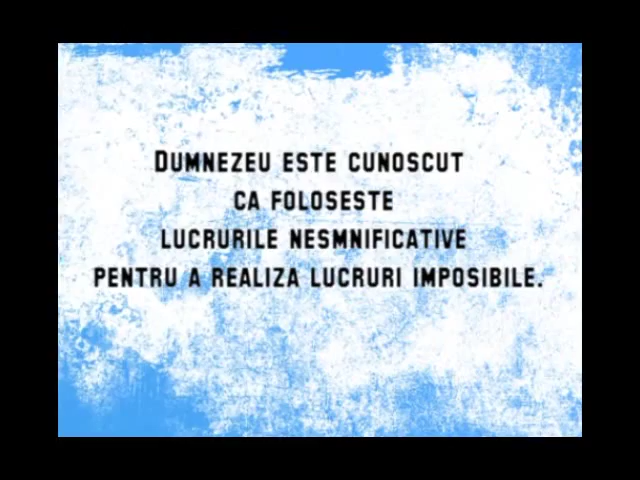 Dumnezeu este cunoscut
ca foloseste
lucrurile nesmnificative
pentru a realiza lucruri imposibile.